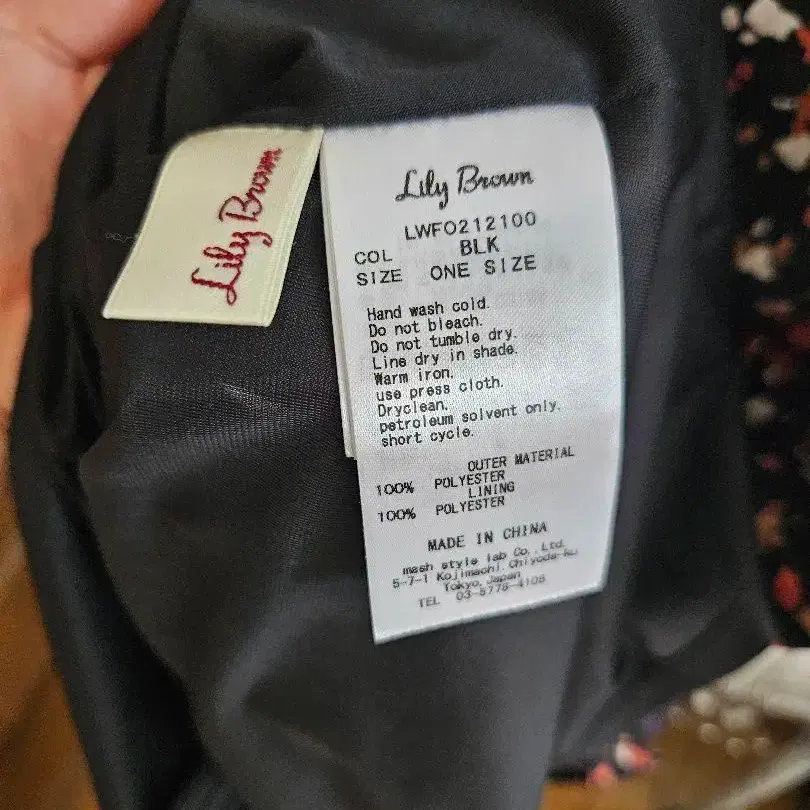 Lily Brown
Lily Brown
LWFO212100
COL BLK
SIZE ONE SIZE
Hand wash cold.
Do not bleach.
Do not tumble dry.
Line dry in shade.
Warm iron.
use press cloth.
Dryclean.
petroleum solvent only.
short cycle.
OUTER MATERIAL
100% POLYESTER
LINING
100% POLYESTER
MADE IN CHINA
mash style lab Co., Ltd.
5-7-1 Kojimachi, Chiyoda-ku
Tokyo, Japan
TEL 03-5778-4106